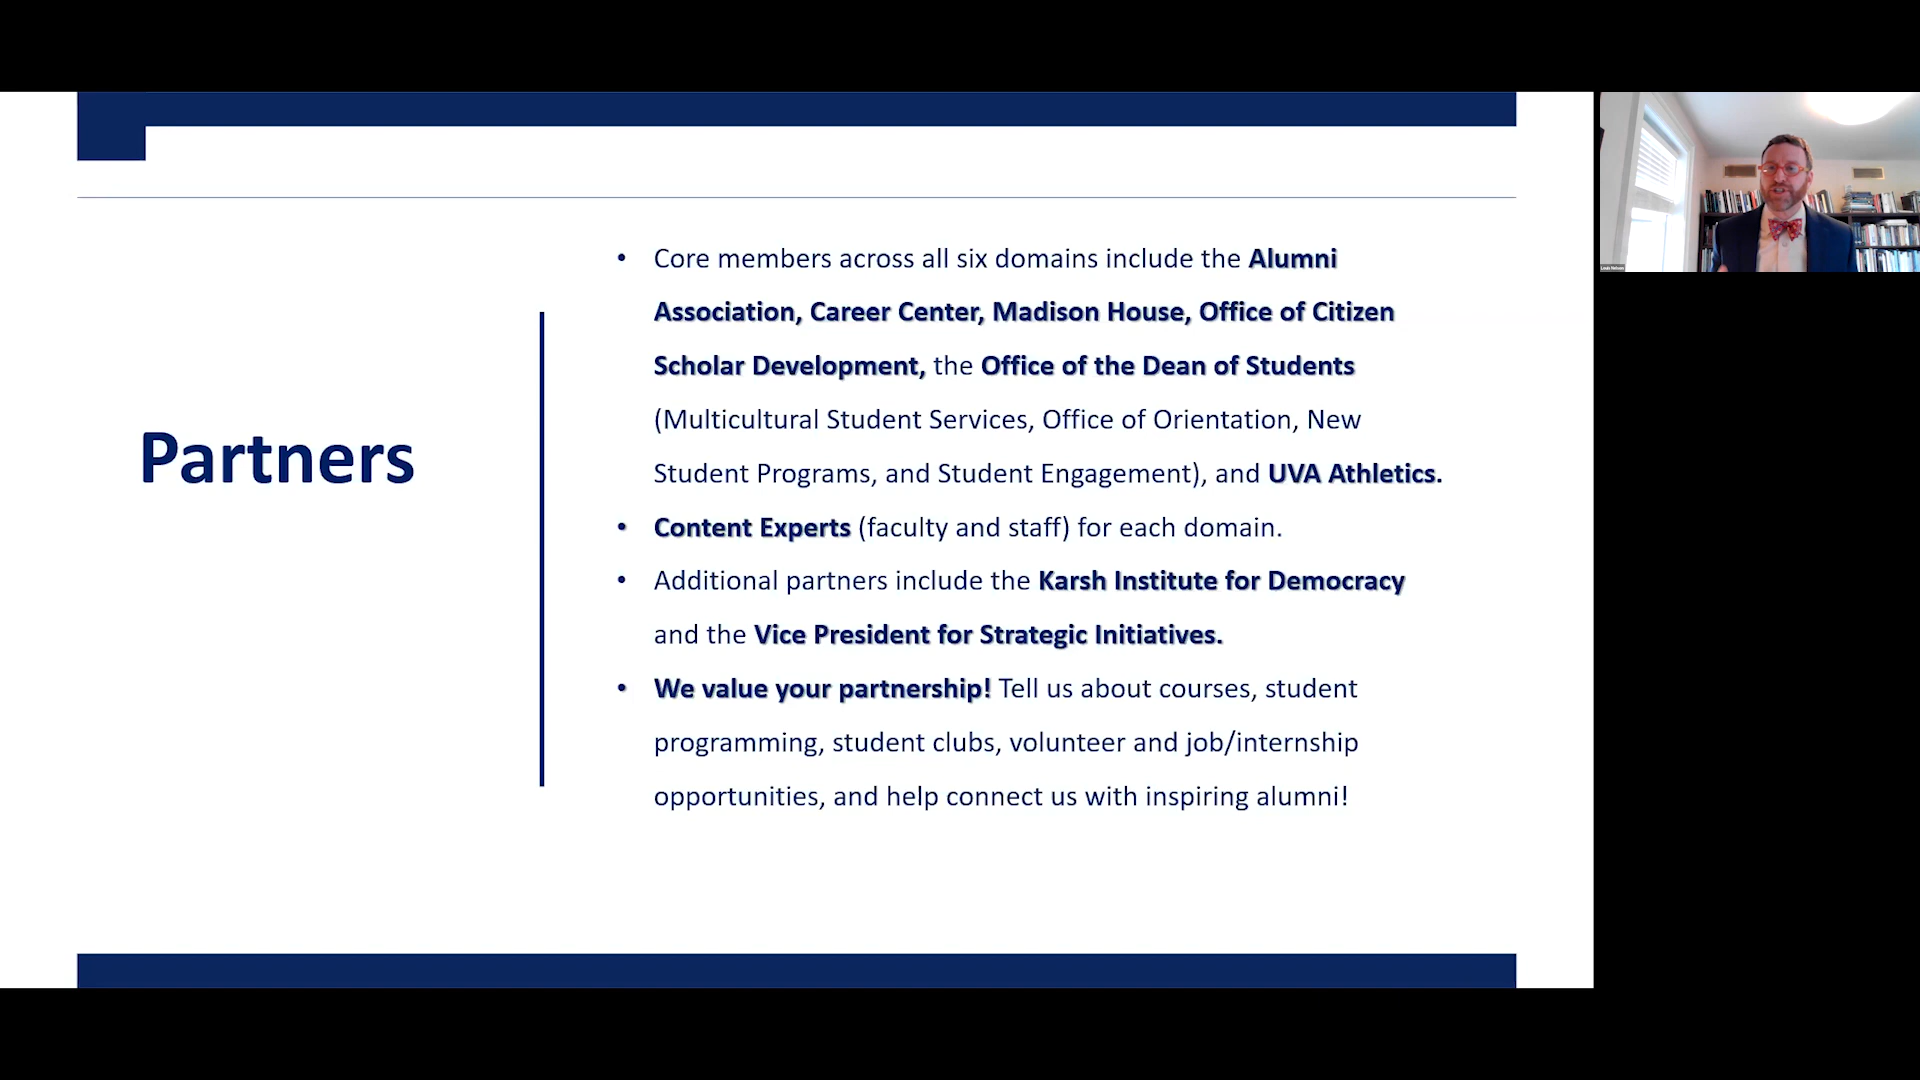 Partners
• Core members across all six domains include the Alumni
Association, Career Center, Madison House, Office of Citizen
Scholar Development, the Office of the Dean of Students
(Multicultural Student Services, Office of Orientation, New
Student Programs, and Student Engagement), and UVA Athletics.
• Content Experts (faculty and staff) for each domain.
• Additional partners include the Karsh Institute for Democracy
and the Vice President for Strategic Initiatives.
• We value your partnership! Tell us about courses, student
programming, student clubs, volunteer and job/internship
opportunities, and help connect us with inspiring alumni!
Louis Nelson